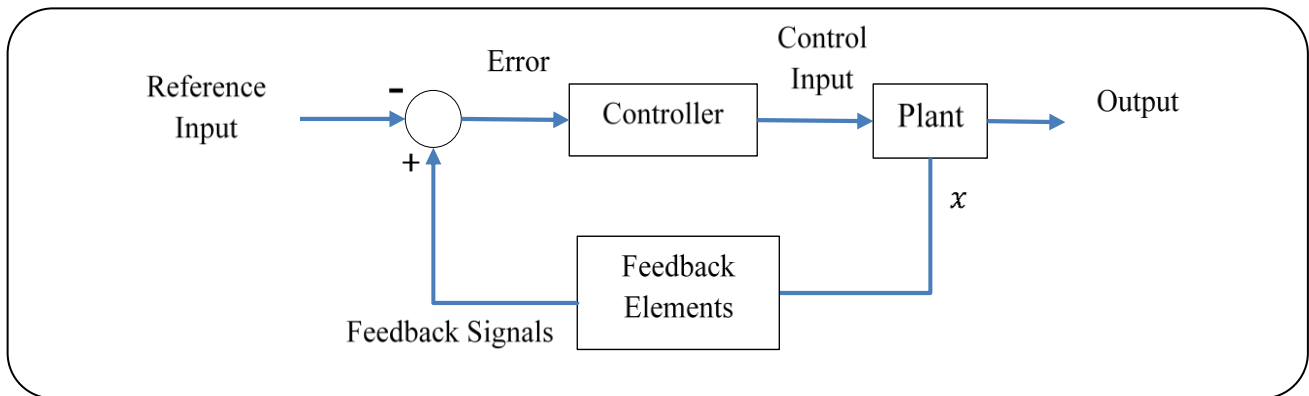 Reference
Input
-
+
Error
Controller
Control
Input
Plant
Output
x
Feedback
Elements
Feedback Signals